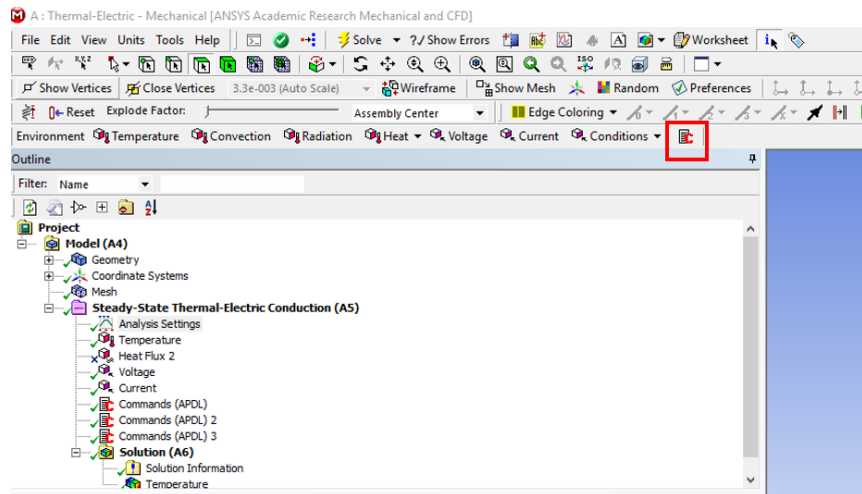 A : Thermal-Electric - Mechanical [ANSYS Academic Research Mechanical and CFD]
File Edit View Units Tools Help Solve ?/ Show Errors Worksheet
Show Vertices Close Vertices 3.3e-003 (Auto Scale) Wireframe Show Mesh Random Preferences
Reset Explode Factor: Assembly Center Edge Coloring
Environment Temperature Convection Radiation Heat Voltage Current Conditions
Outline
Filter: Name
Project
Model (A4)
Geometry
Coordinate Systems
Mesh
Steady-State Thermal-Electric Conduction (A5)
Analysis Settings
Temperature
Heat Flux 2
Voltage
Current
Commands (APDL)
Commands (APDL) 2
Commands (APDL) 3
Solution (A6)
Solution Information
Temperature